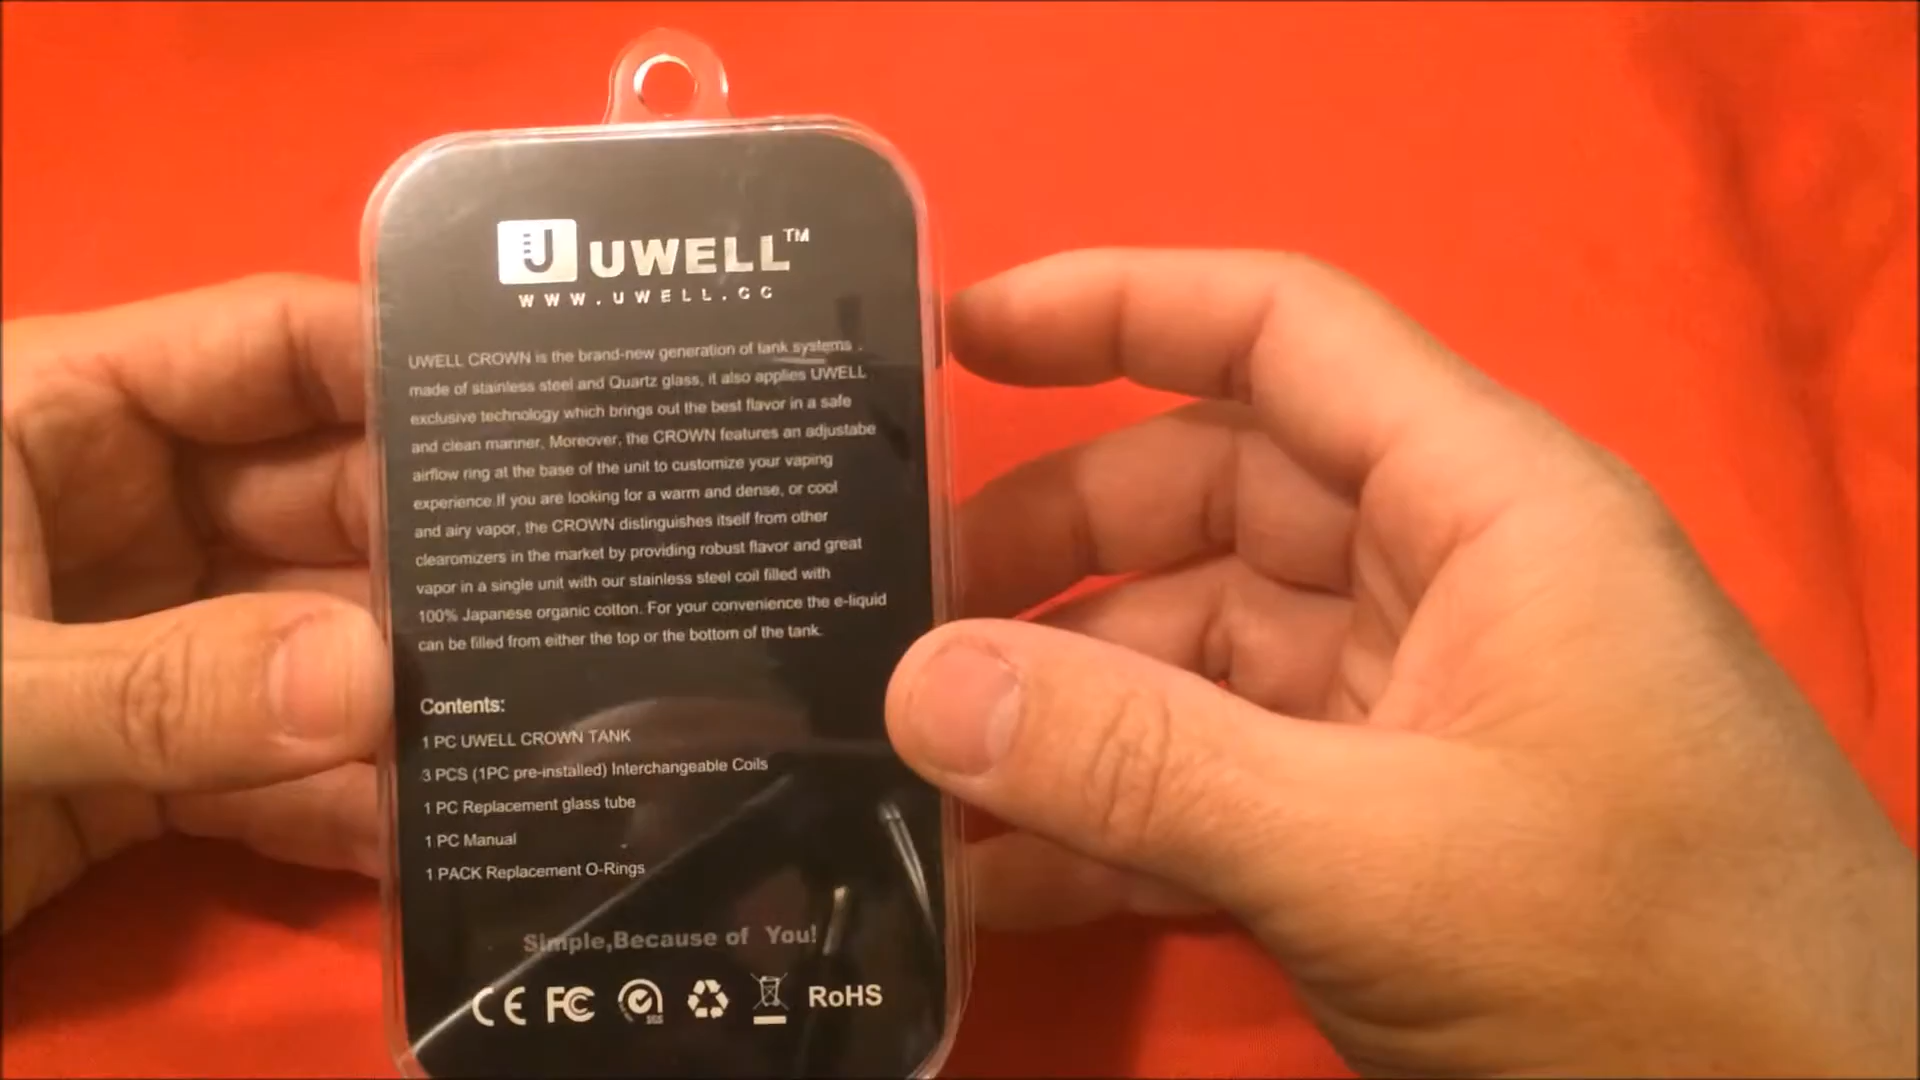 U UWELL™
WWW.UWELL.CC
UWELL CROWN is the brand-new generation of tank systems .
made of stainless steel and Quartz glass, it also applies UWELL
exclusive technology which brings out the best flavor in a safe
and clean manner, Moreover, the CROWN features an adjustabe
airflow ring at the base of the unit to customize your vaping
experience.If you are looking for a warm and dense, or cool
and airy vapor, the CROWN distinguishes itself from other
clearomizers in the market by providing robust flavor and great
vapor in a single unit with our stainless steel coil filled with
100% Japanese organic cotton. For your convenience the e-liquid
can be filled from either the top or the bottom of the tank.
Contents:
1 PC UWELL CROWN TANK
3 PCS (1PC pre-installed) Interchangeable Coils
1 PC Replacement glass tube
1 PC Manual
1 PACK Replacement O-Rings
Simple,Because of You!
CE FC SGS RoHS